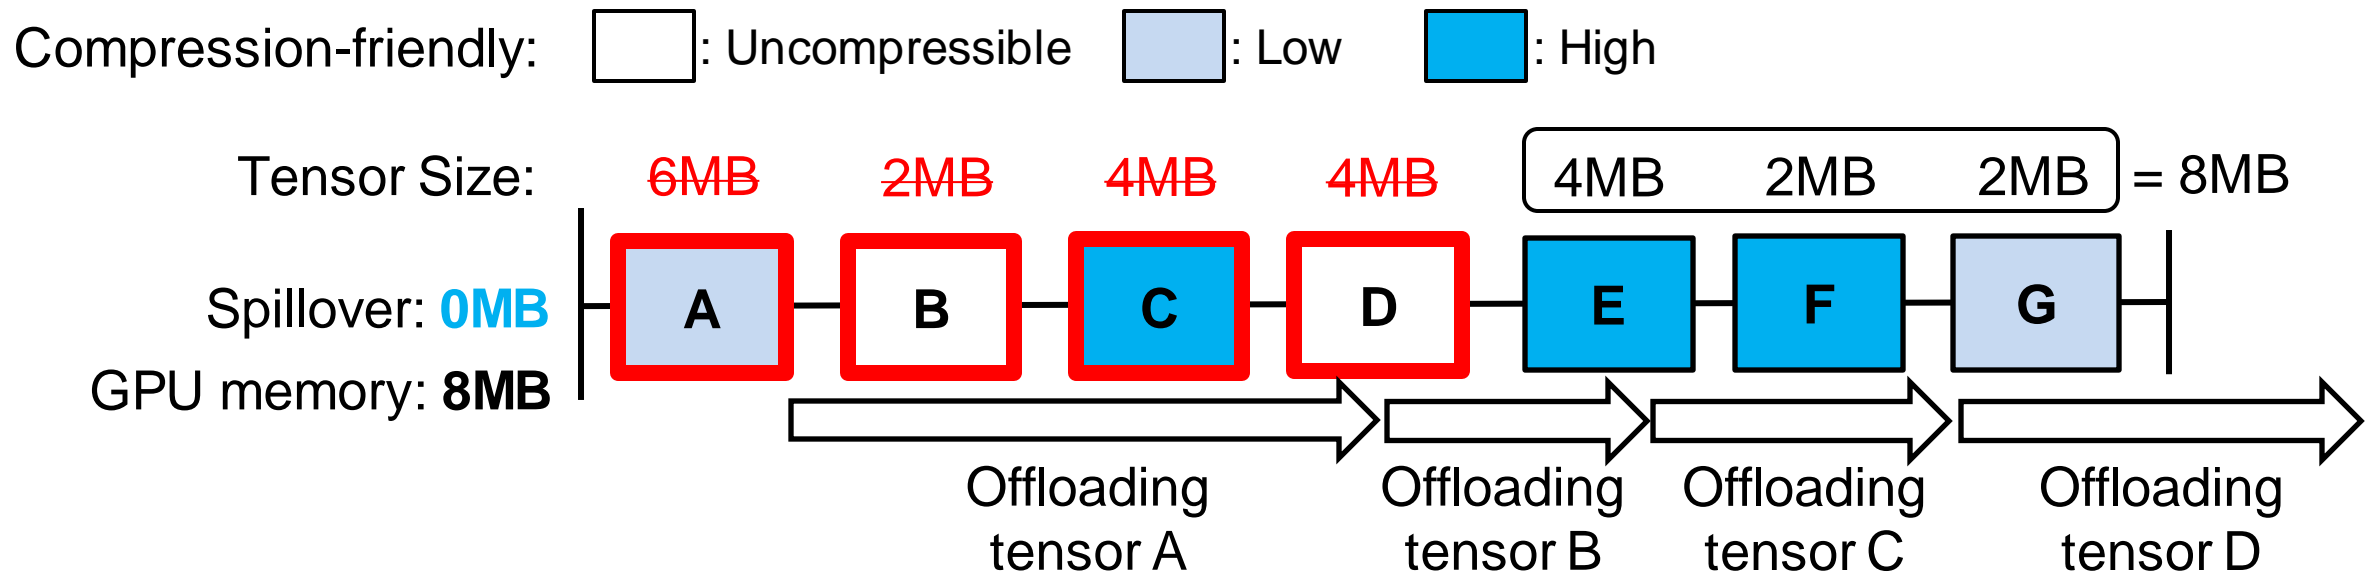 Compression-friendly: : Uncompressible : Low : High
Tensor Size: 6MB 2MB 4MB 4MB 4MB 2MB 2MB = 8MB
Spillover: 0MB A B C D E F G
GPU memory: 8MB
Offloading tensor A
Offloading tensor B
Offloading tensor C
Offloading tensor D